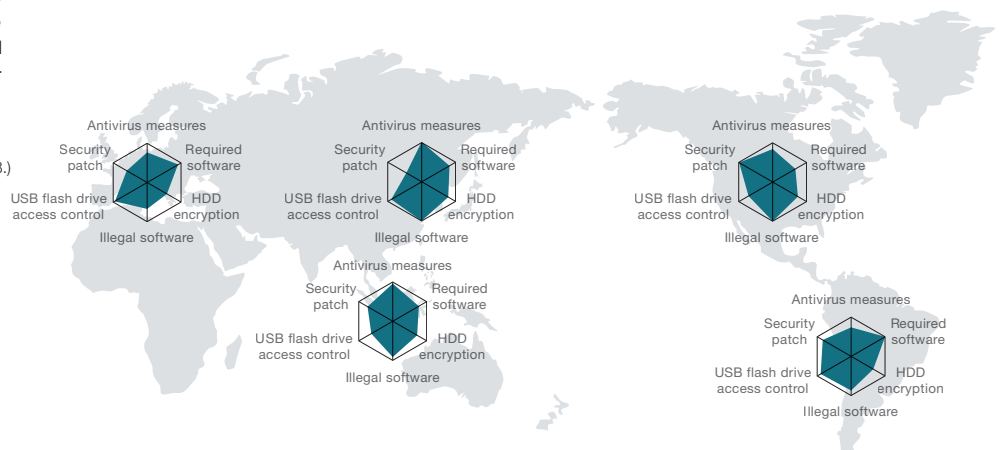 3.)
Antivirus measures
Security
patch
Required
software
USB flash drive
access control
HDD
encryption
Illegal software
Antivirus measures
Security
patch
Required
software
USB flash drive
access control
HDD
encryption
Illegal software
Antivirus measures
Security
patch
Required
software
USB flash drive
access control
HDD
encryption
Illegal software
Antivirus measures
Security
patch
Required
software
USB flash drive
access control
HDD
encryption
Illegal software
Antivirus measures
Security
patch
Required
software
USB flash drive
access control
HDD
encryption
Illegal software